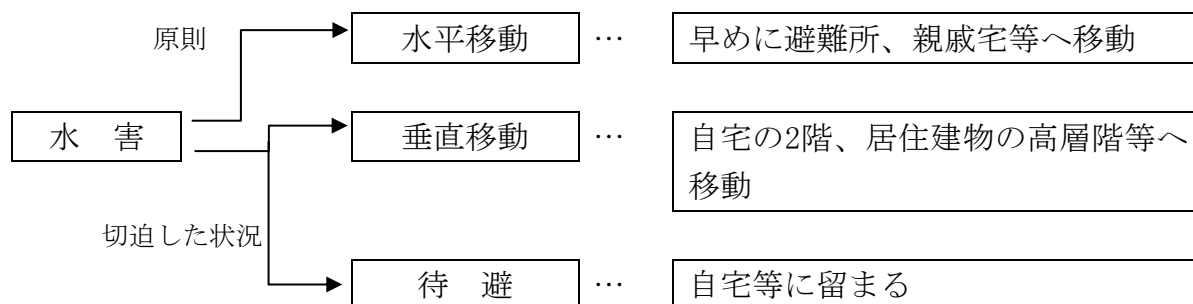 原則
水平移動 … 早めに避難所、親戚宅等へ移動
水　害
垂直移動 … 自宅の2階、居住建物の高層階等へ
移動
切迫した状況
待　避 … 自宅等に留まる